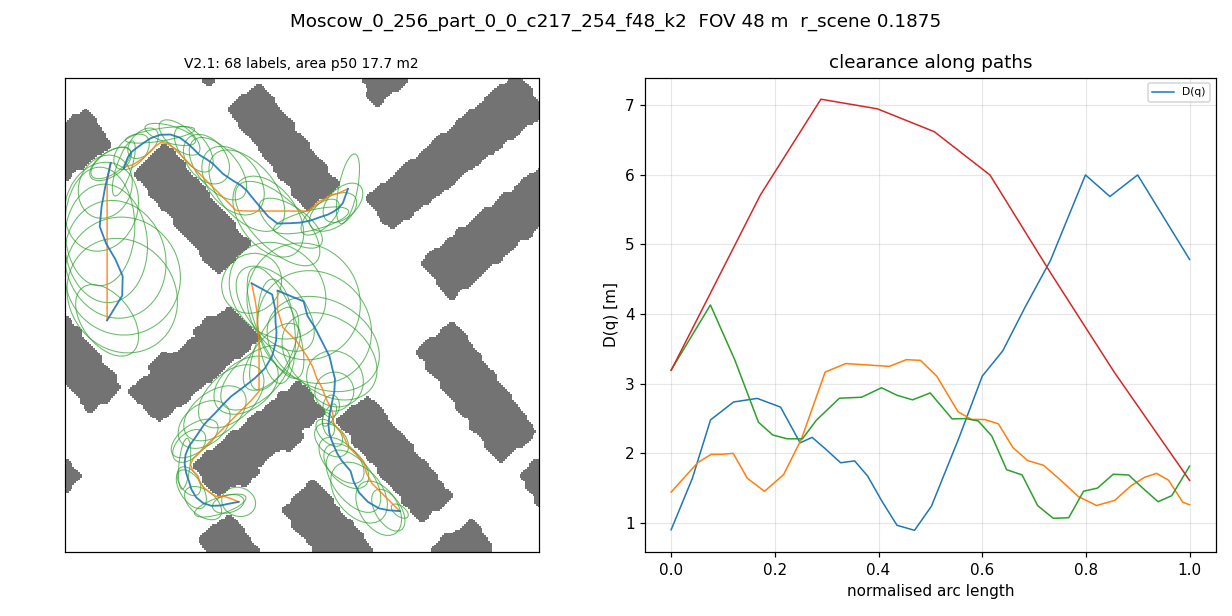 Moscow_0_256_part_0_0_c217_254_f48_k2  FOV 48 m  r_scene 0.1875
V2.1: 68 labels, area p50 17.7 m2
clearance along paths
D(q)
7
6
5
4
3
2
1
D(q) [m]
0.0 0.2 0.4 0.6 0.8 1.0
normalised arc length